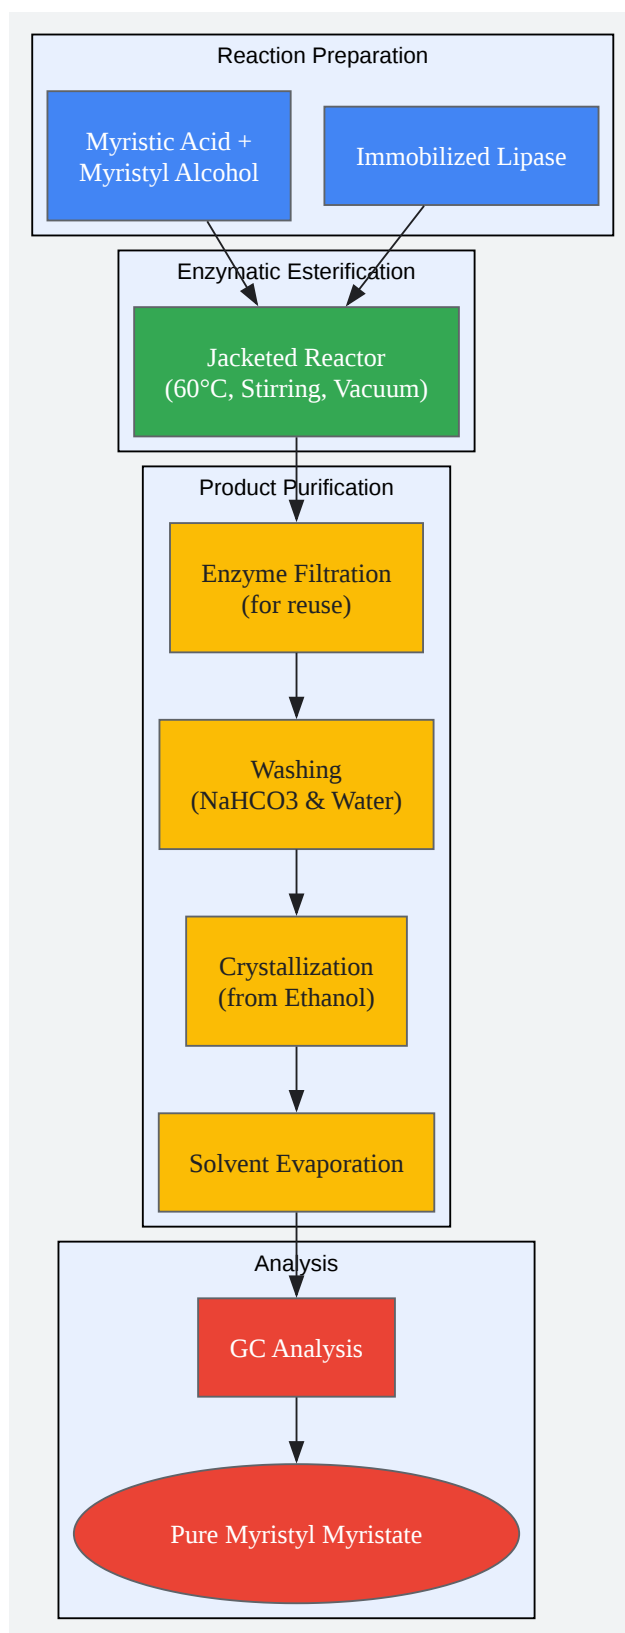 Reaction Preparation
Myristic Acid +
Myristyl Alcohol
Immobilized Lipase
Enzymatic Esterification
Jacketed Reactor
(60°C, Stirring, Vacuum)
Product Purification
Enzyme Filtration
(for reuse)
Washing
(NaHCO3 & Water)
Crystallization
(from Ethanol)
Solvent Evaporation
Analysis
GC Analysis
Pure Myristyl Myristate